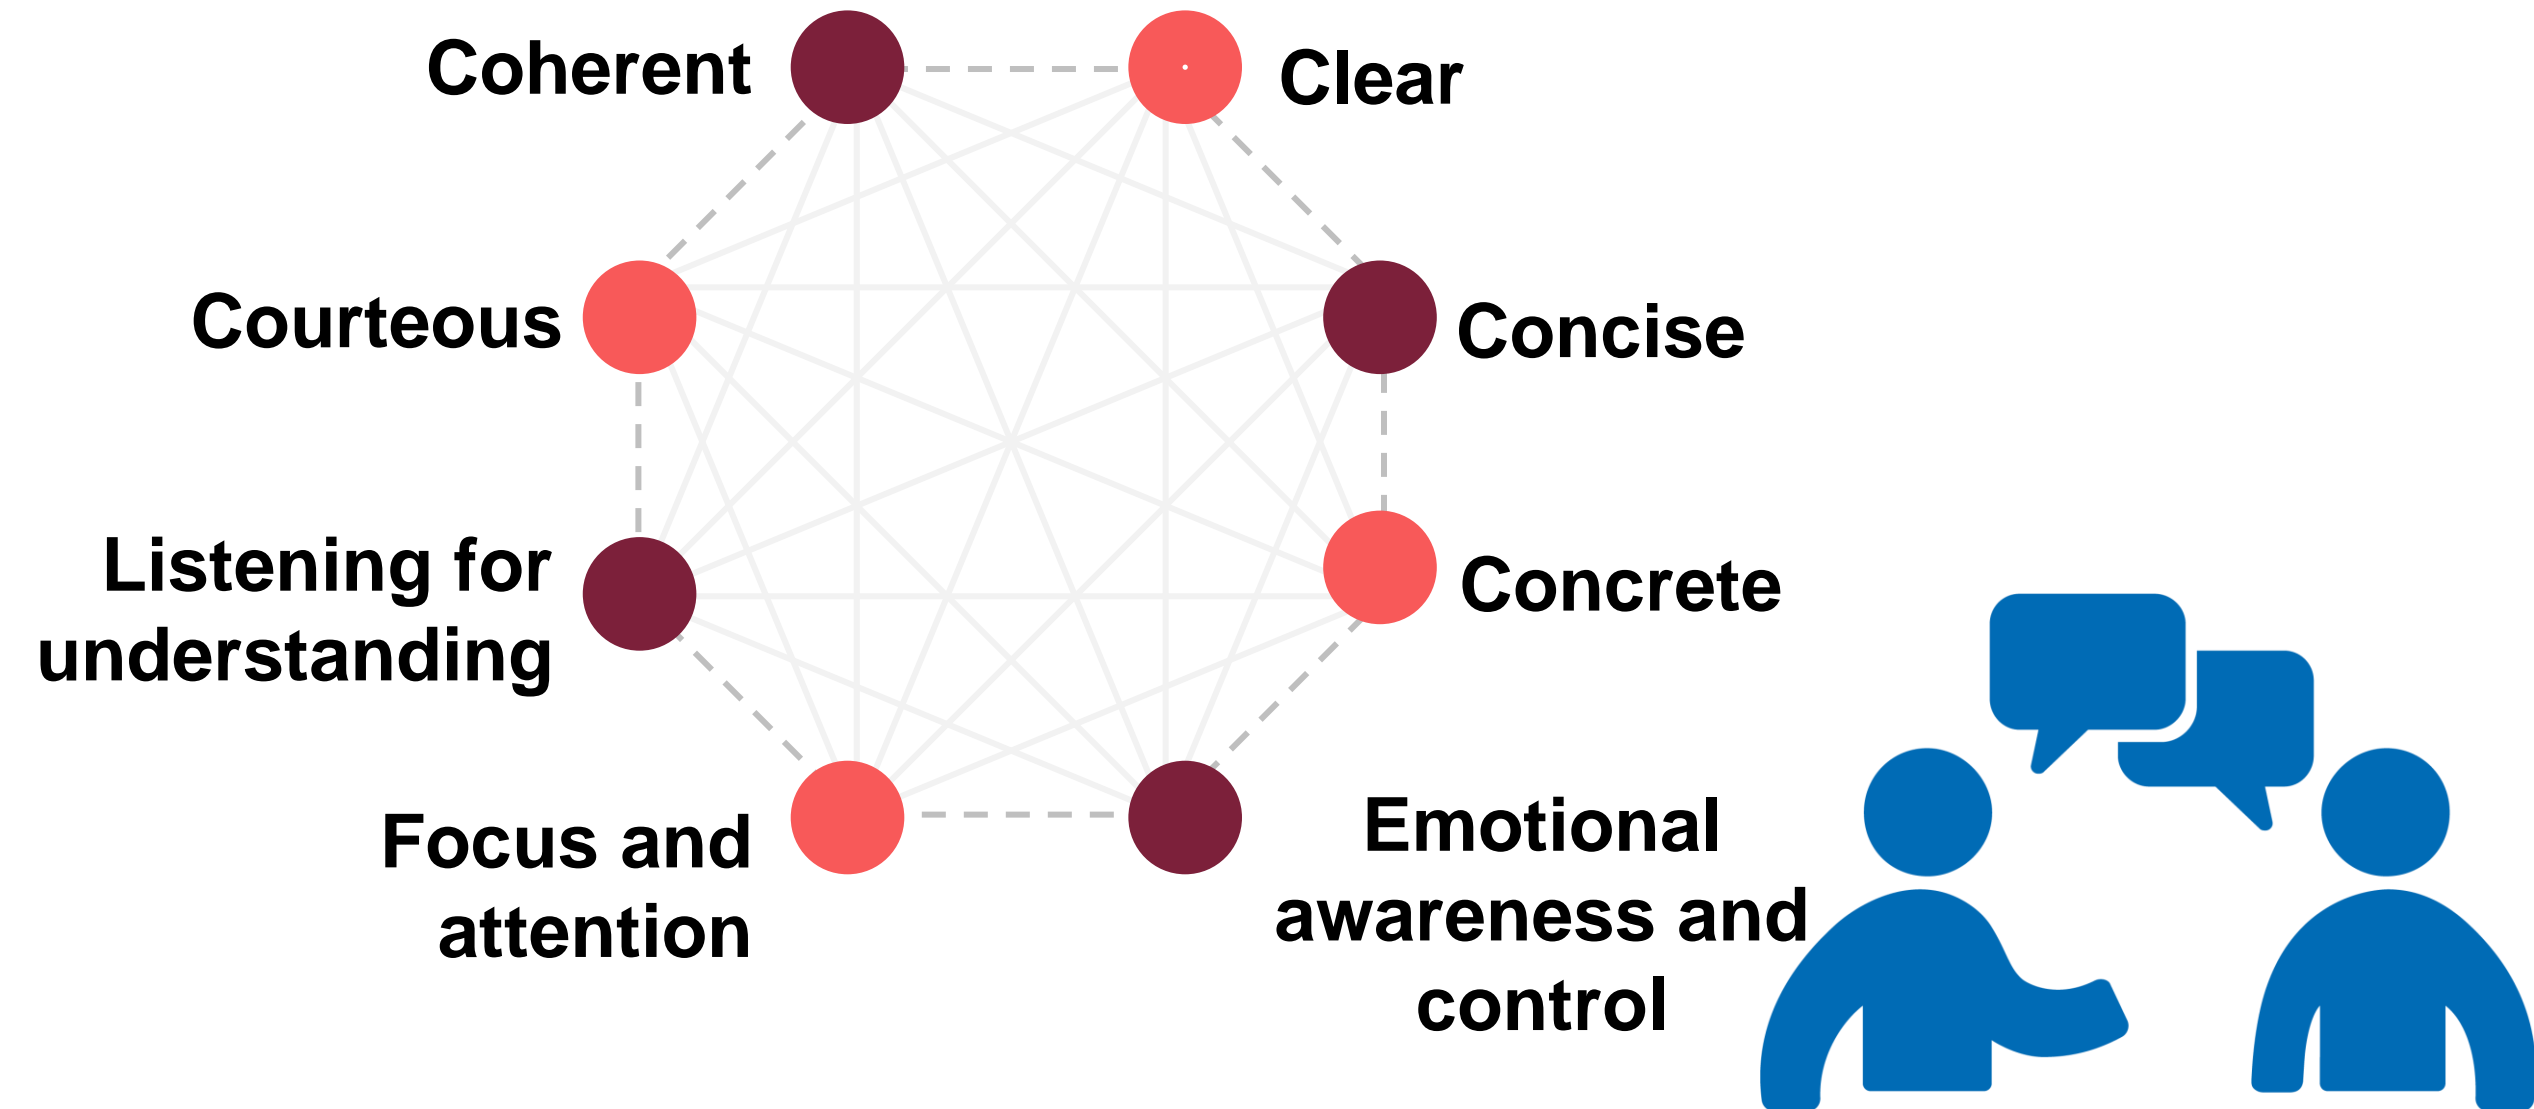 Coherent
Clear
Courteous
Concise
Listening for
understanding
Concrete
Focus and
attention
Emotional
awareness and
control